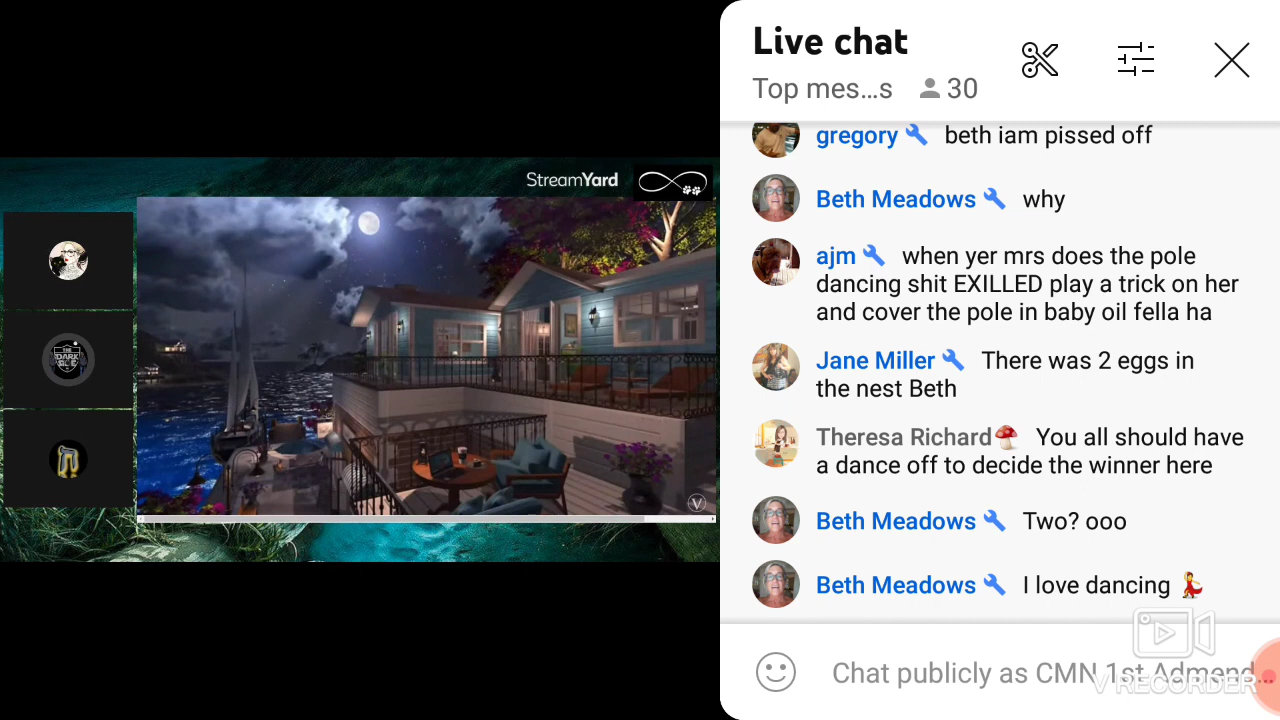 Live chat
Top mes...s 30
StreamYard
gregory beth iam pissed off
Beth Meadows why
ajm when yer mrs does the pole
dancing shit EXILLED play a trick on her
and cover the pole in baby oil fella ha
Jane Miller There was 2 eggs in
the nest Beth
Theresa Richard You all should have
a dance off to decide the winner here
Beth Meadows Two? ooo
Beth Meadows I love dancing
Chat publicly as CMN 1st Admend...
V RECORDER
THE
DARK
V